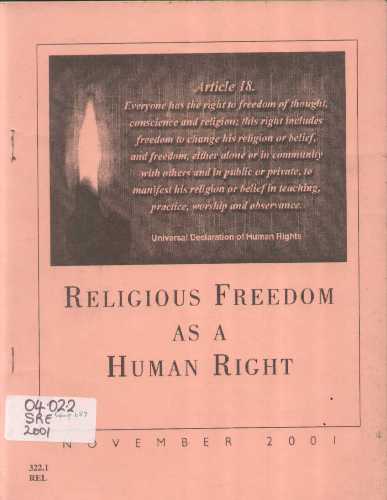 Article 18.
Everyone has the right to freedom of thought,
conscience and religion; this right includes
freedom to change his religion or belief,
and freedom, either alone or in community
with others and in public or private, to
manifest his religion or belief in teaching,
practice, worship and observance.
Universal Declaration of Human Rights
RELIGIOUS FREEDOM
AS A
HUMAN RIGHT
04·022
SRE
2001
NOVEMBER 2001
322.1
REL